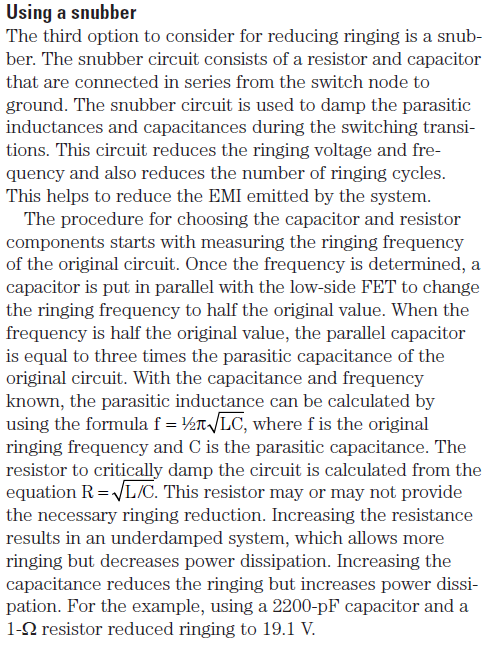 Using a snubber
The third option to consider for reducing ringing is a snub-
ber. The snubber circuit consists of a resistor and capacitor
that are connected in series from the switch node to
ground. The snubber circuit is used to damp the parasitic
inductances and capacitances during the switching transi-
tions. This circuit reduces the ringing voltage and fre-
quency and also reduces the number of ringing cycles.
This helps to reduce the EMI emitted by the system.
The procedure for choosing the capacitor and resistor
components starts with measuring the ringing frequency
of the original circuit. Once the frequency is determined, a
capacitor is put in parallel with the low-side FET to change
the ringing frequency to half the original value. When the
frequency is half the original value, the parallel capacitor
is equal to three times the parasitic capacitance of the
original circuit. With the capacitance and frequency
known, the parasitic inductance can be calculated by
using the formula f = ½π√LC, where f is the original
ringing frequency and C is the parasitic capacitance. The
resistor to critically damp the circuit is calculated from the
equation R = √L/C. This resistor may or may not provide
the necessary ringing reduction. Increasing the resistance
results in an underdamped system, which allows more
ringing but decreases power dissipation. Increasing the
capacitance reduces the ringing but increases power dissi-
pation. For the example, using a 2200-pF capacitor and a
1-Ω resistor reduced ringing to 19.1 V.